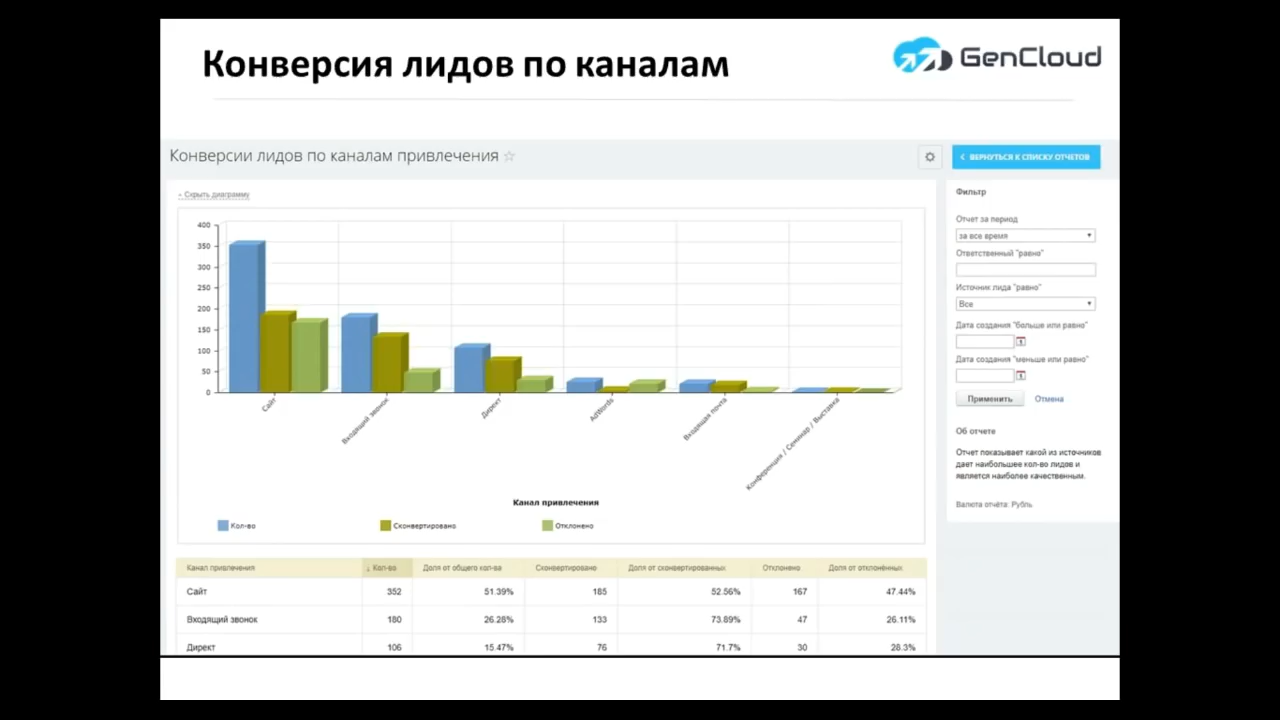 Конверсия лидов по каналам
GenCloud
Конверсии лидов по каналам привлечения
ВЕРНУТЬСЯ К СПИСКУ ОТЧЕТОВ
- Скрыть диаграмму
400
350
300
250
200
150
100
50
0
Сайт
Входящий звонок
Директ
AdWords
Входящая почта
Конференция / Семинар / Выставка
Канал привлечения
Кол-во
Сконвертировано
Отклонено
Канал привлечения ↓ Кол-во Доля от общего кол-ва Сконвертировано Доля от сконвертированных Отклонено Доля от отклонённых
Сайт 352 51.39% 185 52.56% 167 47.44%
Входящий звонок 180 26.28% 133 73.89% 47 26.11%
Директ 106 15.47% 76 71.7% 30 28.3%
Фильтр
Отчет за период
за все время
Ответственный "равно"
Источник лида "равно"
Все
Дата создания "больше или равно"
Дата создания "меньше или равно"
Применить Отмена
Об отчете
Отчет показывает какой из источников
дает наибольшее кол-во лидов и
является наиболее качественным.
Валюта отчёта: Рубль